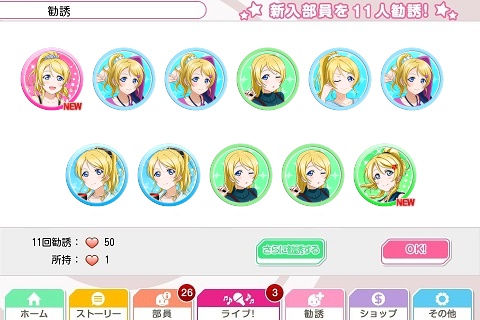 勧誘
新入部員を11人勧誘!
NEW
NEW
11回勧誘： 50
所持： 1
さらに勧誘する
OK!
26
3
ホーム
ストーリー
部員
ライブ!
勧誘
ショップ
その他